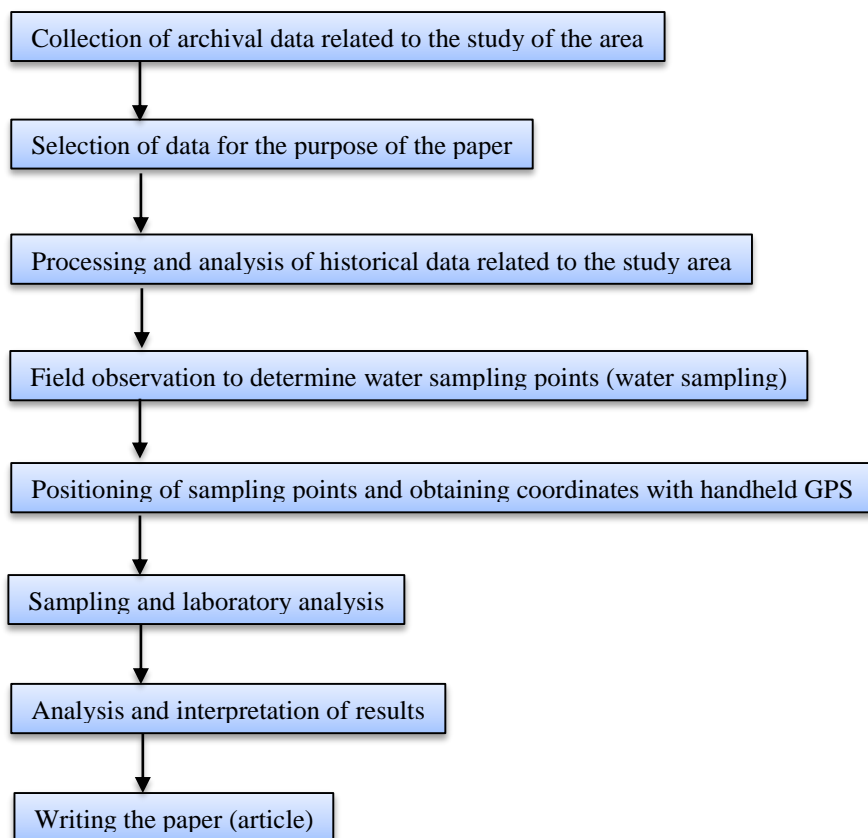 Collection of archival data related to the study of the area
Selection of data for the purpose of the paper
Processing and analysis of historical data related to the study area
Field observation to determine water sampling points (water sampling)
Positioning of sampling points and obtaining coordinates with handheld GPS
Sampling and laboratory analysis
Analysis and interpretation of results
Writing the paper (article)